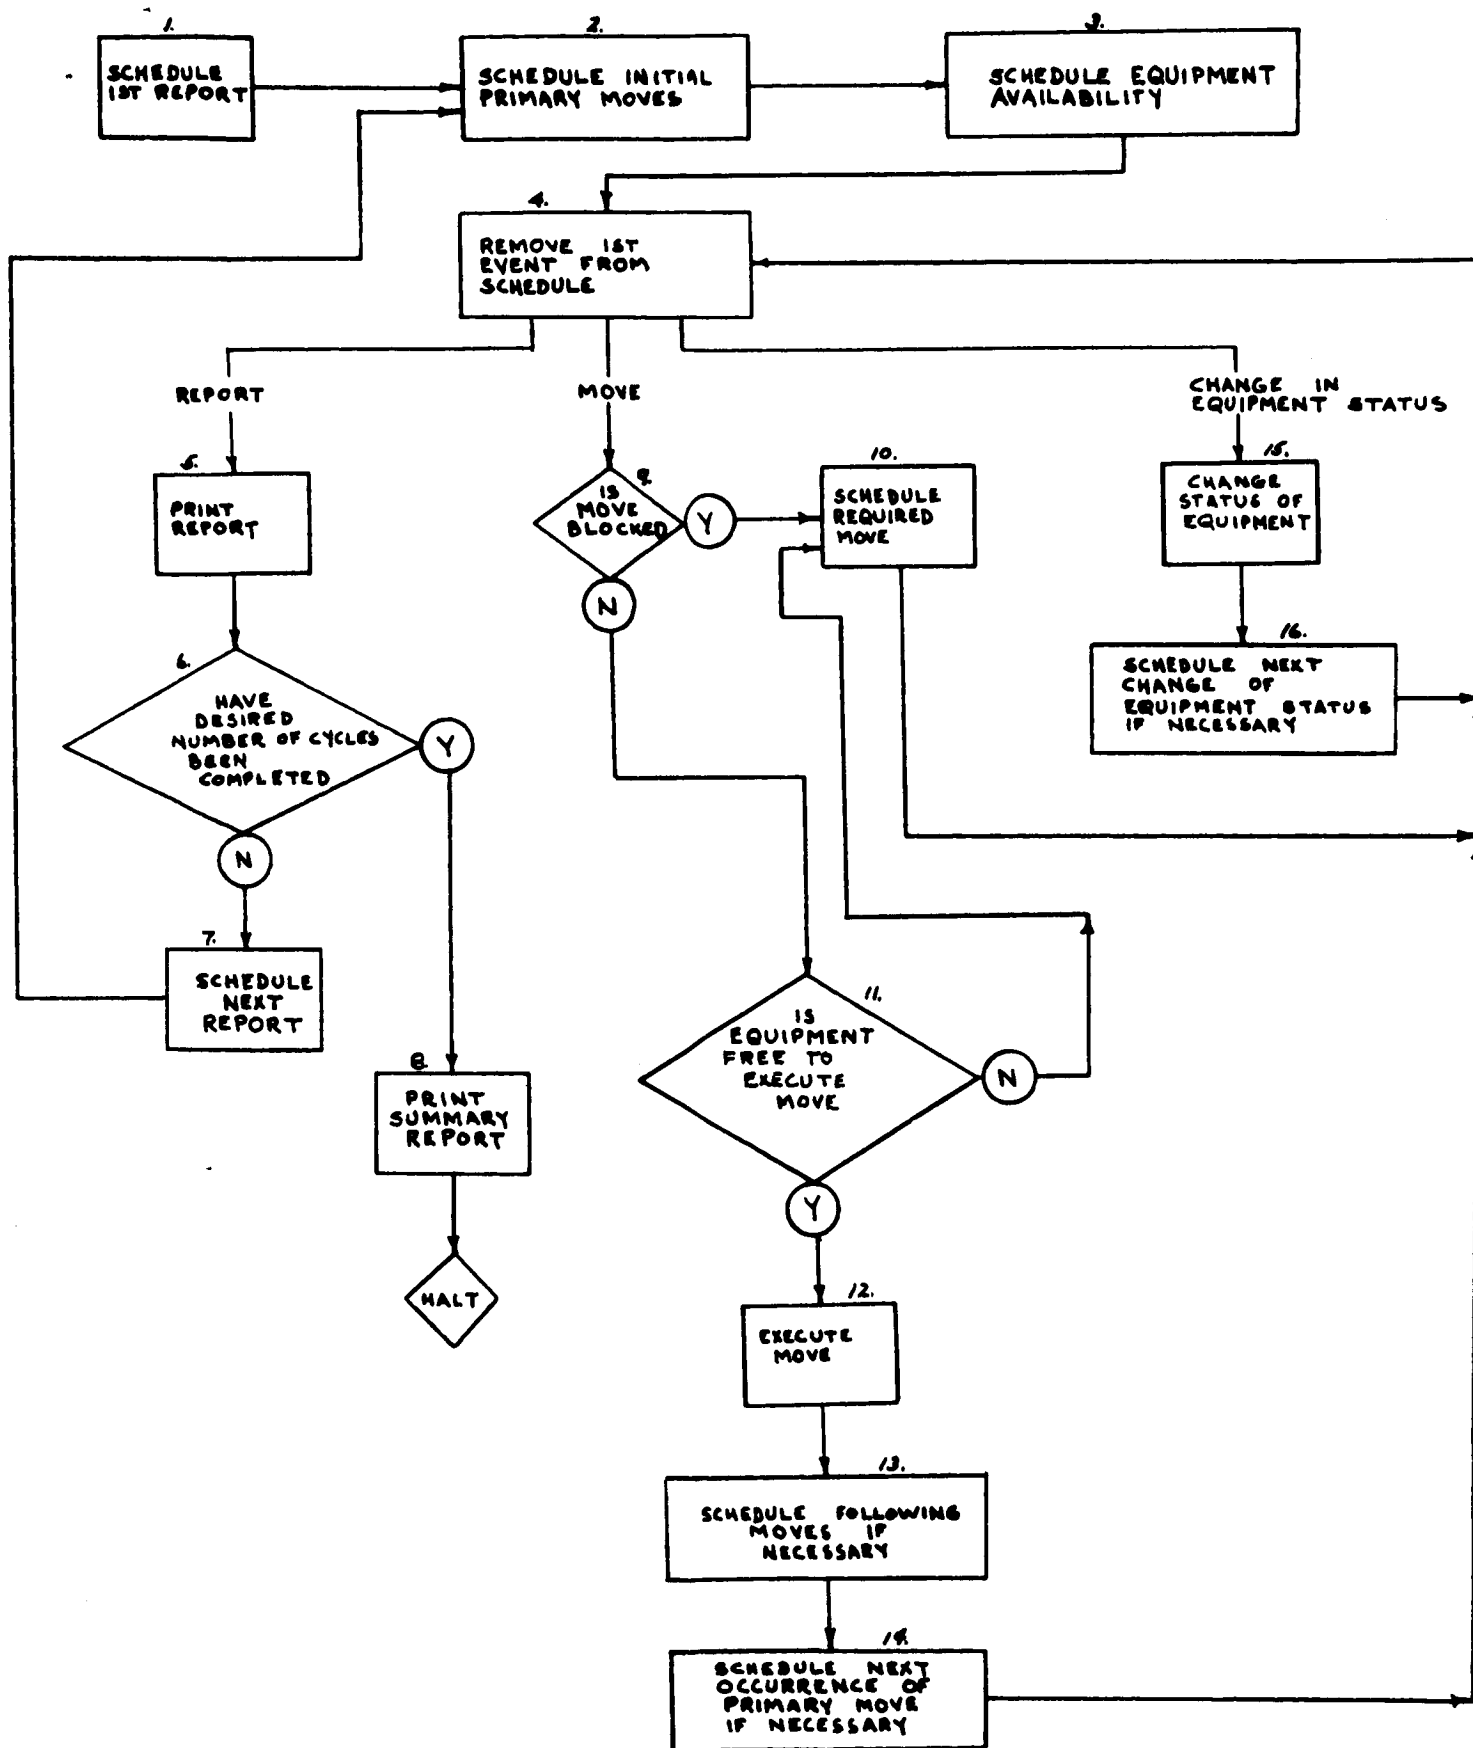 1.
SCHEDULE
1ST REPORT
2.
SCHEDULE INITIAL
PRIMARY MOVES
3.
SCHEDULE EQUIPMENT
AVAILABILITY
4.
REMOVE 1ST
EVENT FROM
SCHEDULE
REPORT
MOVE
CHANGE IN
EQUIPMENT STATUS
5.
PRINT
REPORT
6.
HAVE
DESIRED
NUMBER OF CYCLES
BEEN
COMPLETED
Y
N
7.
SCHEDULE
NEXT
REPORT
8.
PRINT
SUMMARY
REPORT
HALT
9.
IS
MOVE
BLOCKED
Y
N
10.
SCHEDULE
REQUIRED
MOVE
11.
IS
EQUIPMENT
FREE TO
EXECUTE
MOVE
N
Y
12.
EXECUTE
MOVE
13.
SCHEDULE FOLLOWING
MOVES IF
NECESSARY
14.
SCHEDULE NEXT
OCCURRENCE OF
PRIMARY MOVE
IF NECESSARY
15.
CHANGE
STATUS OF
EQUIPMENT
16.
SCHEDULE NEXT
CHANGE OF
EQUIPMENT STATUS
IF NECESSARY